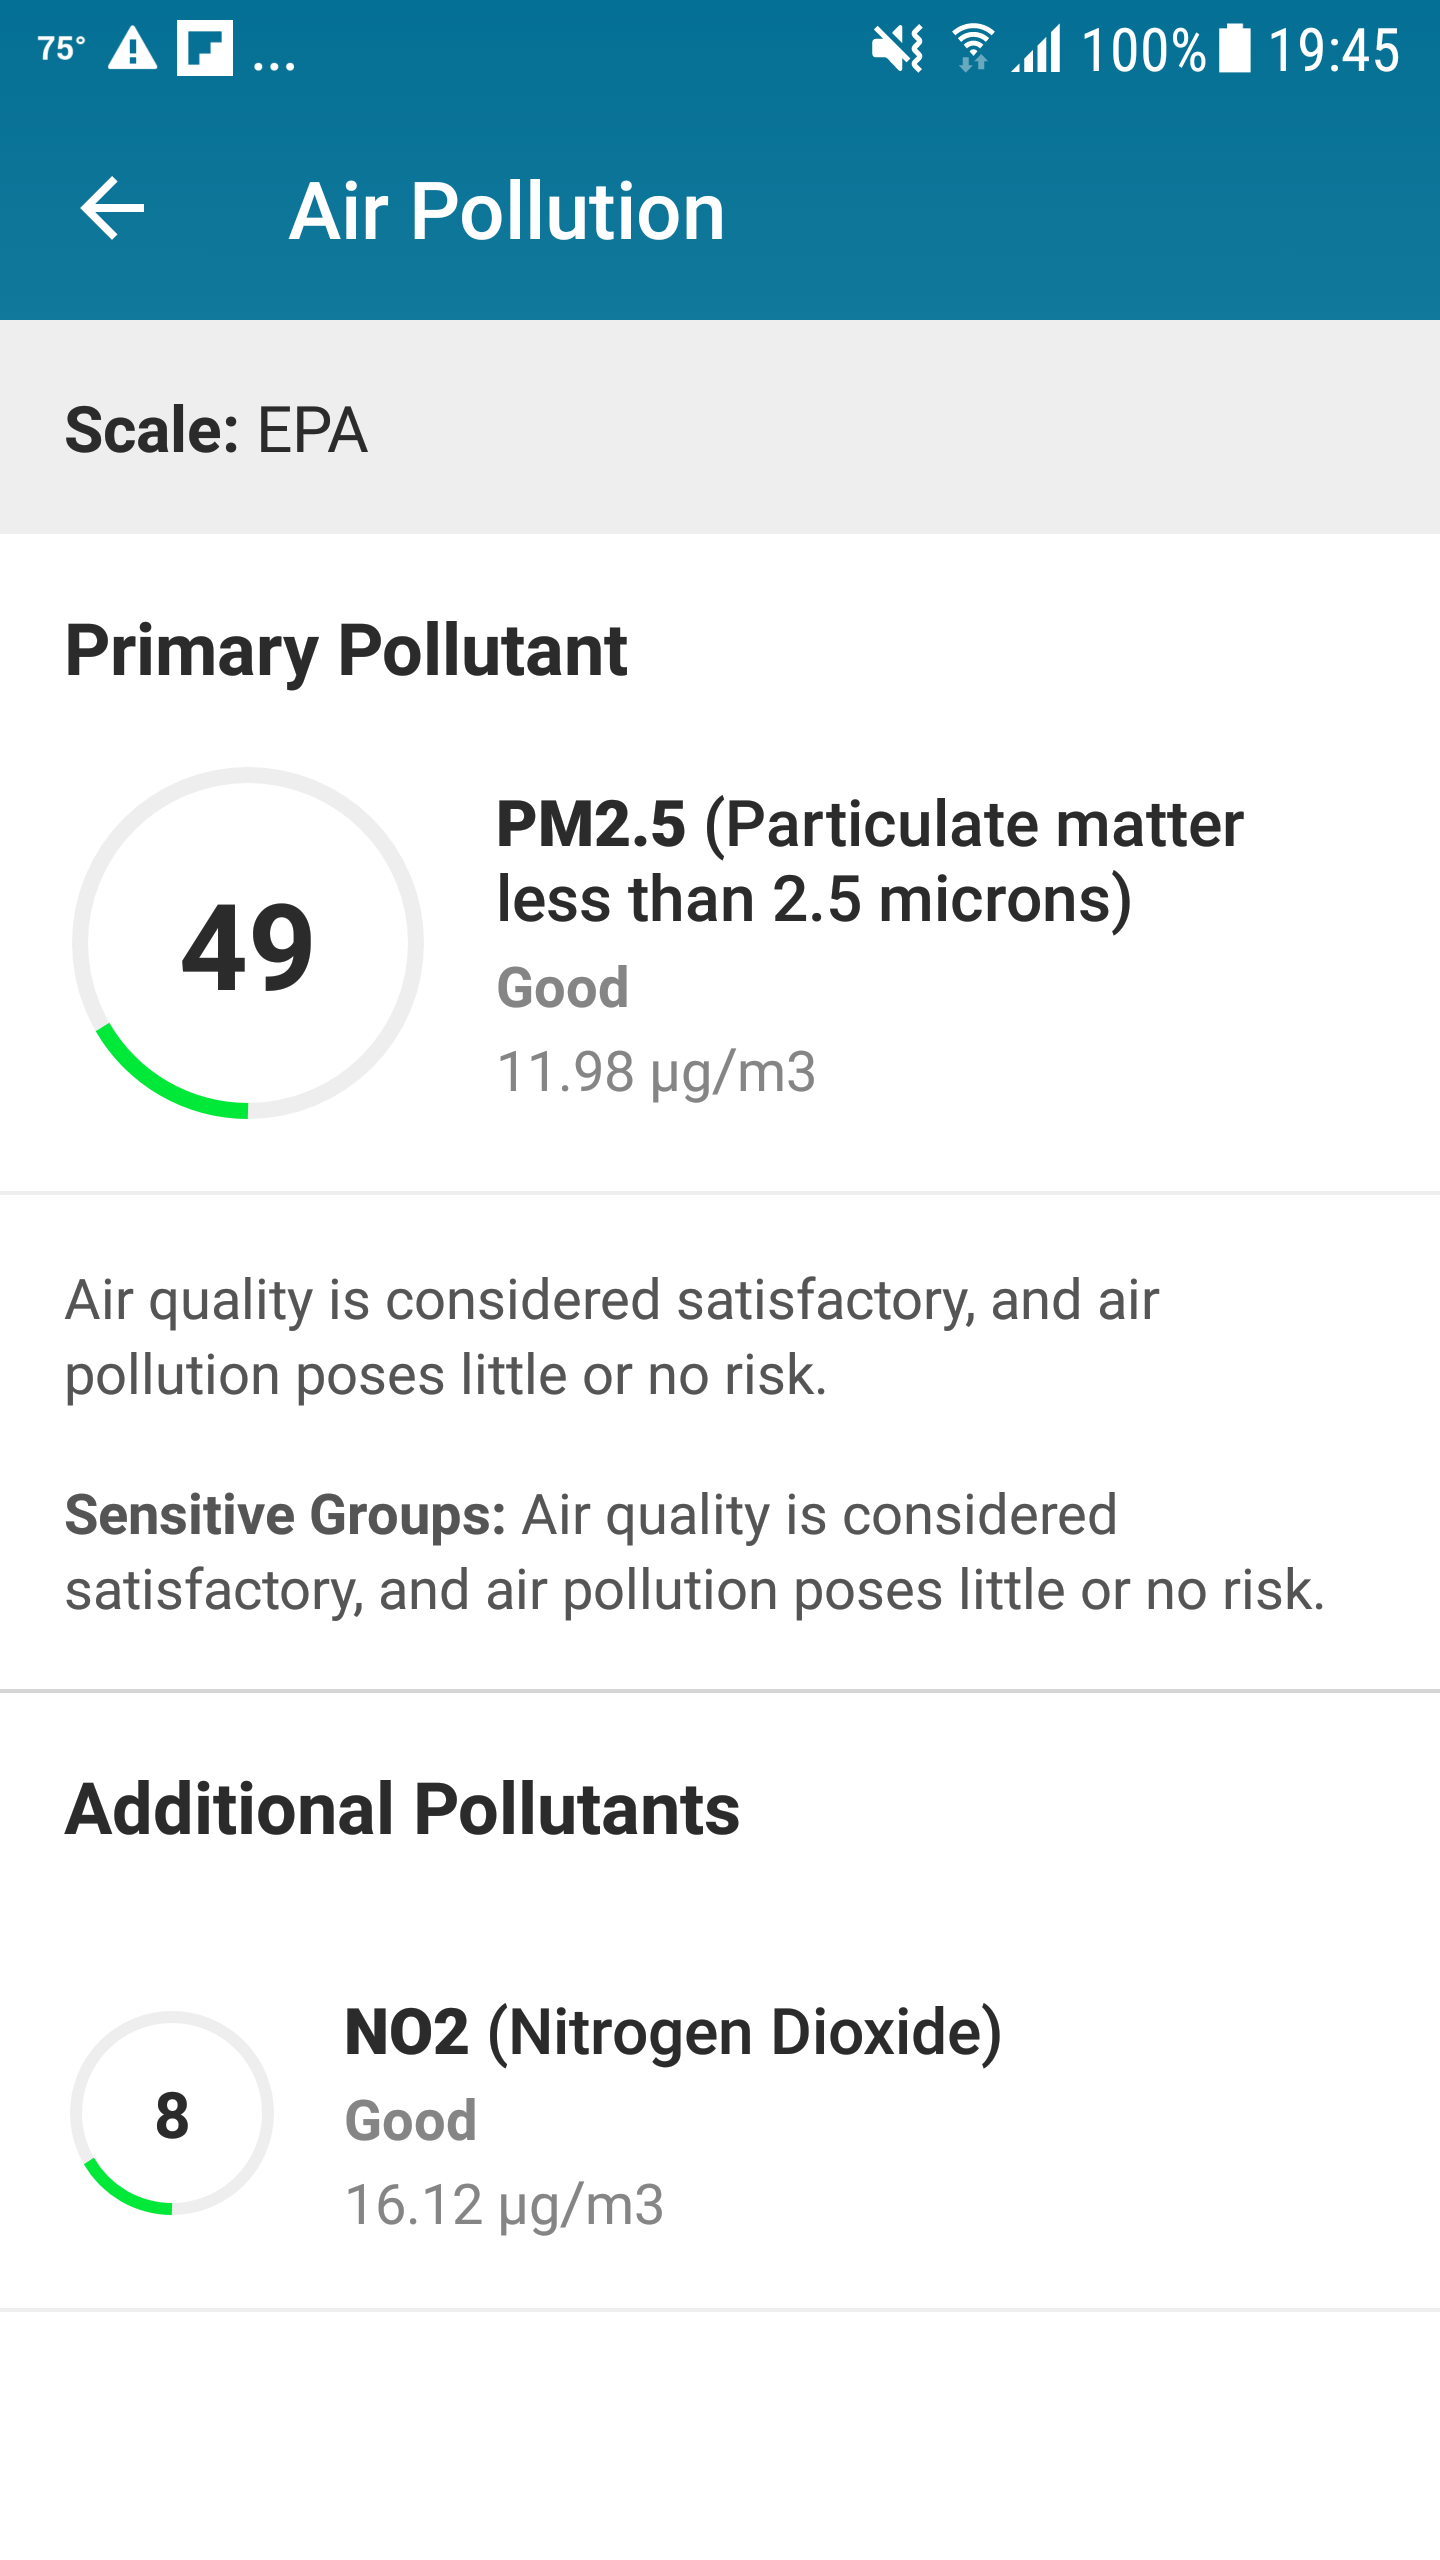 75° ... 100% 19:45
Air Pollution
Scale: EPA
Primary Pollutant
49
PM2.5 (Particulate matter
less than 2.5 microns)
Good
11.98 µg/m3
Air quality is considered satisfactory, and air
pollution poses little or no risk.
Sensitive Groups: Air quality is considered
satisfactory, and air pollution poses little or no risk.
Additional Pollutants
8
NO2 (Nitrogen Dioxide)
Good
16.12 µg/m3